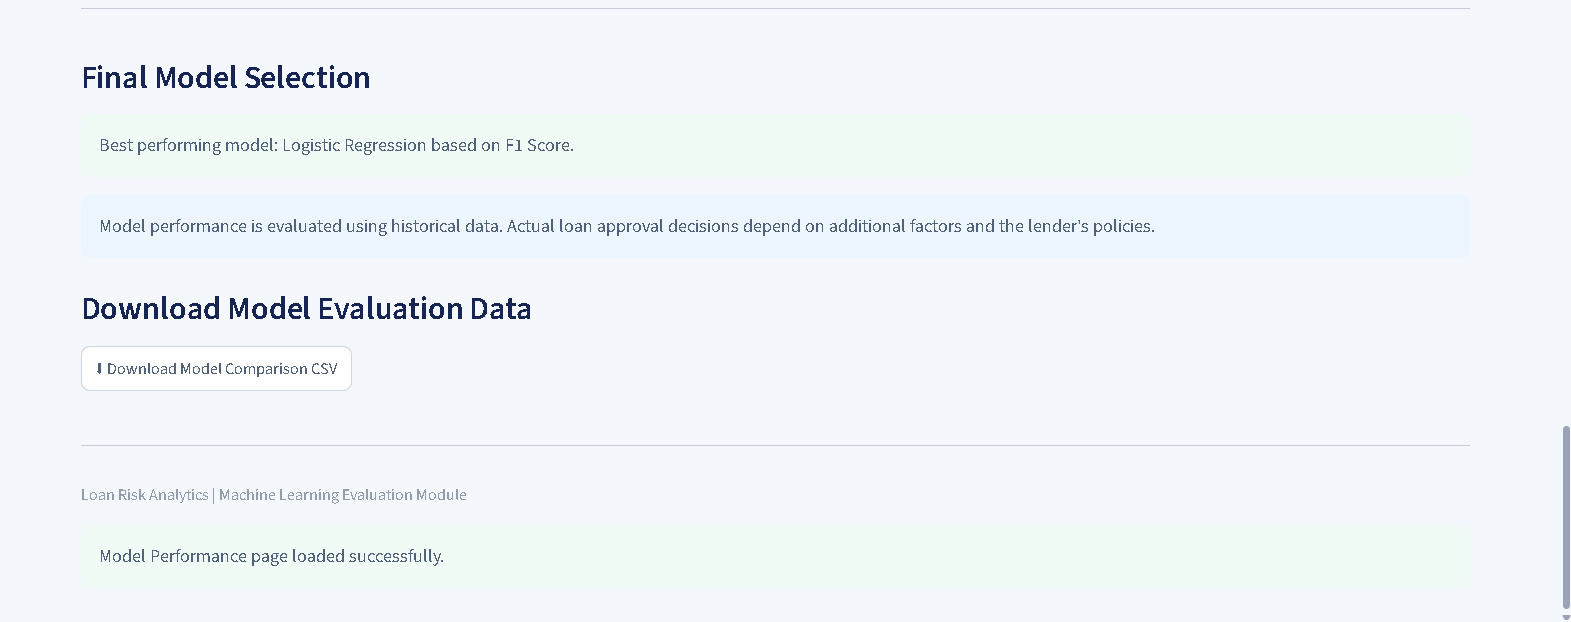 Final Model Selection
Best performing model: Logistic Regression based on F1 Score.
Model performance is evaluated using historical data. Actual loan approval decisions depend on additional factors and the lender's policies.
Download Model Evaluation Data
⬇ Download Model Comparison CSV
Loan Risk Analytics | Machine Learning Evaluation Module
Model Performance page loaded successfully.